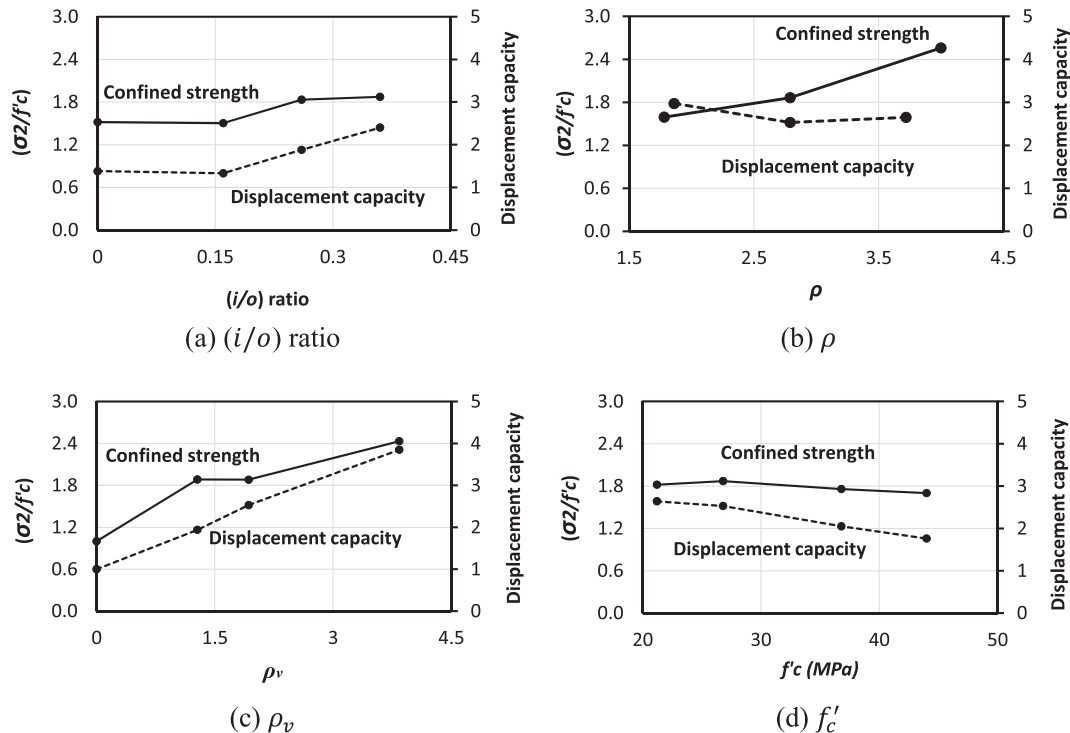 3.0
2.4
1.8
1.2
0.6
0.0
(σ2/f'c)
Confined strength
Displacement capacity
5
4
3
2
1
0
Displacement capacity
0
0.15
0.3
0.45
(i/o) ratio
(a) (i/o) ratio
3.0
2.4
1.8
1.2
0.6
0.0
(σ2/f'c)
Confined strength
Displacement capacity
5
4
3
2
1
0
Displacement capacity
1.5
2.5
3.5
4.5
ρ
(b) ρ
3.0
2.4
1.8
1.2
0.6
0.0
(σ2/f'c)
Confined strength
Displacement capacity
5
4
3
2
1
0
Displacement capacity
0
1.5
3
4.5
ρv
(c) ρv
3.0
2.4
1.8
1.2
0.6
0.0
(σ2/f'c)
Confined strength
Displacement capacity
5
4
3
2
1
0
Displacement capacity
20
30
40
50
f'c (MPa)
(d) f′c